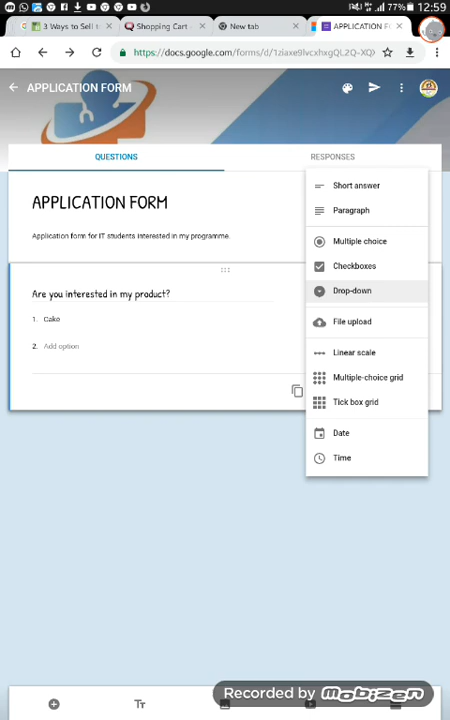 77% 12:59
3 Ways to Sell t
Shopping Cart
New tab
APPLICATION F
https://docs.google.com/forms/d/1ziaxe9lvcxhxgQL2Q-XQX
APPLICATION FORM
QUESTIONS
RESPONSES
APPLICATION FORM
Application form for IT students interested in my programme.
Are you interested in my product?
1. Cake
2. Add option
Short answer
Paragraph
Multiple choice
Checkboxes
Drop-down
File upload
Linear scale
Multiple-choice grid
Tick box grid
Date
Time
Tr
Recorded by Mobizen